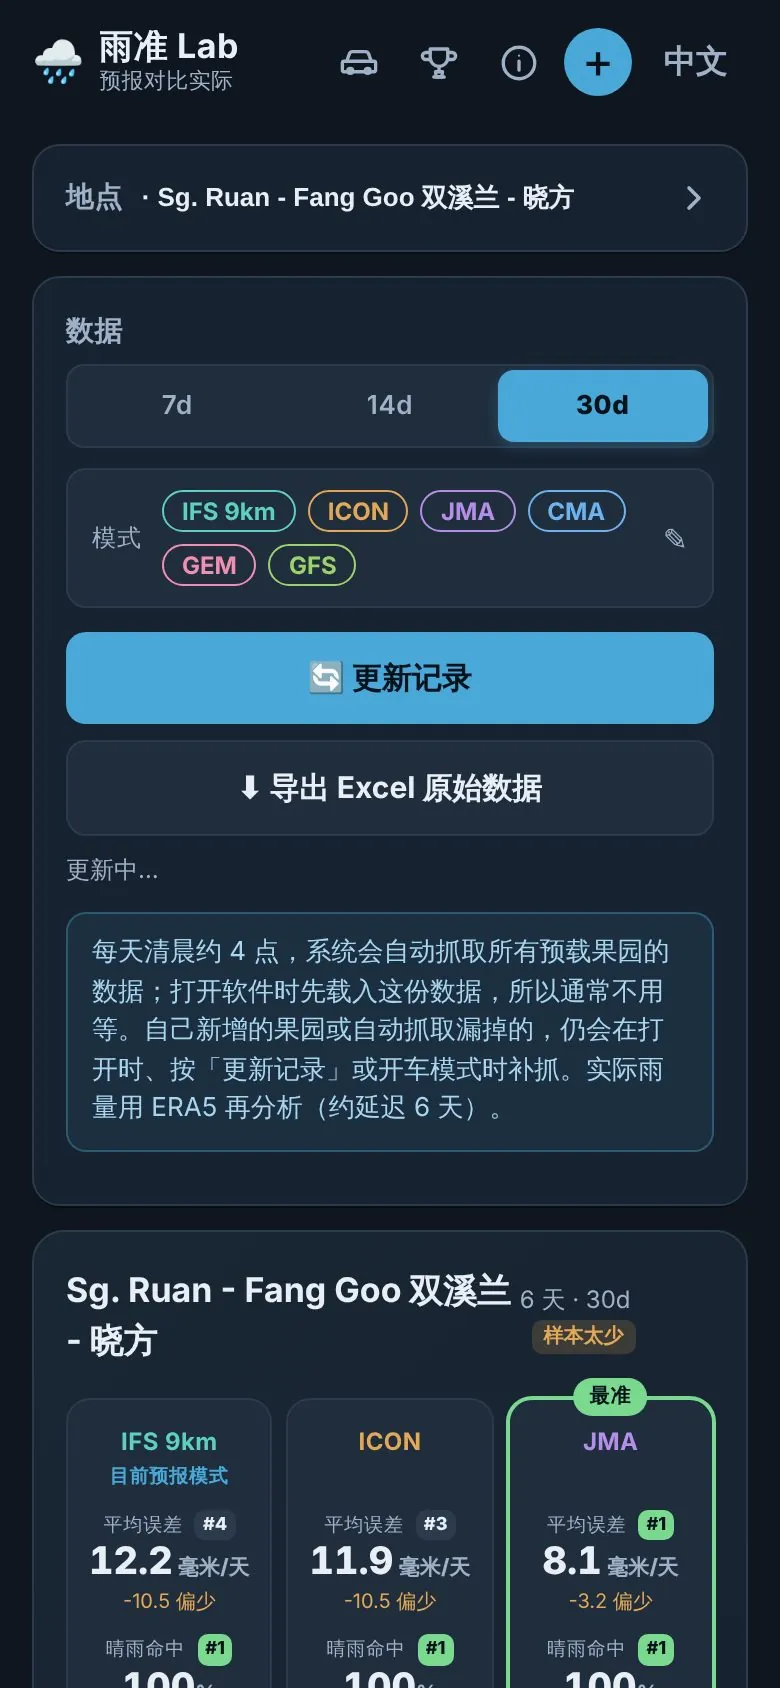 雨准 Lab
预报对比实际
中文
地点 · Sg. Ruan - Fang Goo 双溪兰 - 晓方
数据
7d 14d 30d
模式 IFS 9km ICON JMA CMA
GEM GFS
更新记录
⬇ 导出 Excel 原始数据
更新中...
每天清晨约 4 点，系统会自动抓取所有预载果园的
数据；打开软件时先载入这份数据，所以通常不用
等。自己新增的果园或自动抓取漏掉的，仍会在打
开时、按「更新记录」或开车模式时补抓。实际雨
量用 ERA5 再分析（约延迟 6 天）。
Sg. Ruan - Fang Goo 双溪兰
- 晓方
6 天 · 30d
样本太少
最准
IFS 9km ICON JMA
目前预报模式
平均误差 #4 平均误差 #3 平均误差 #1
12.2 毫米/天 11.9 毫米/天 8.1 毫米/天
-10.5 偏少 -10.5 偏少 -3.2 偏少
晴雨命中 #1 晴雨命中 #1 晴雨命中 #1
100% 100% 100%